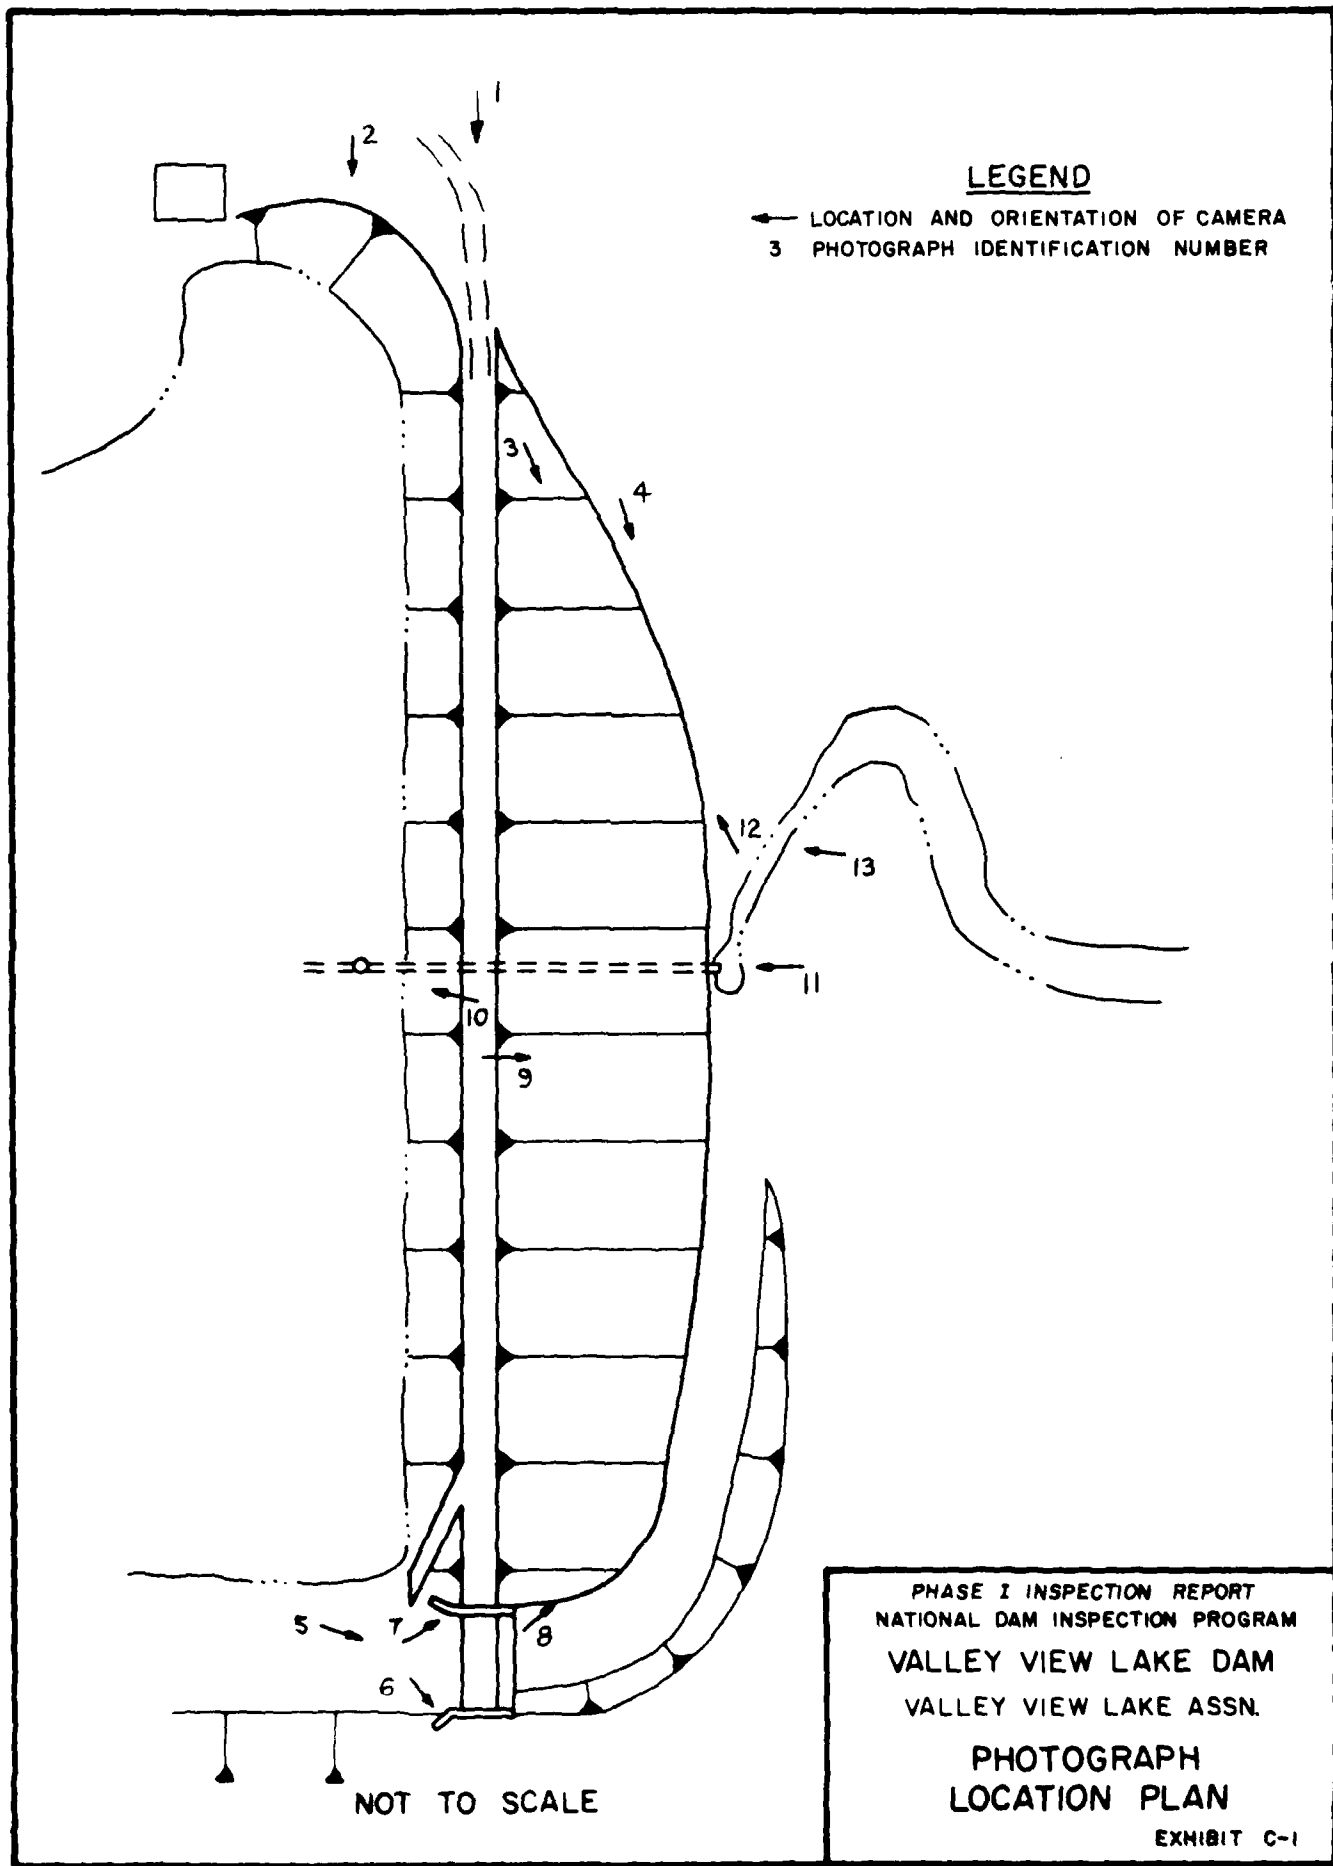 1
2
LEGEND
LOCATION AND ORIENTATION OF CAMERA
3 PHOTOGRAPH IDENTIFICATION NUMBER
3
4
12
13
11
10
9
5
7
8
6
NOT TO SCALE
PHASE I INSPECTION REPORT
NATIONAL DAM INSPECTION PROGRAM
VALLEY VIEW LAKE DAM
VALLEY VIEW LAKE ASSN.
PHOTOGRAPH
LOCATION PLAN
EXHIBIT C-1